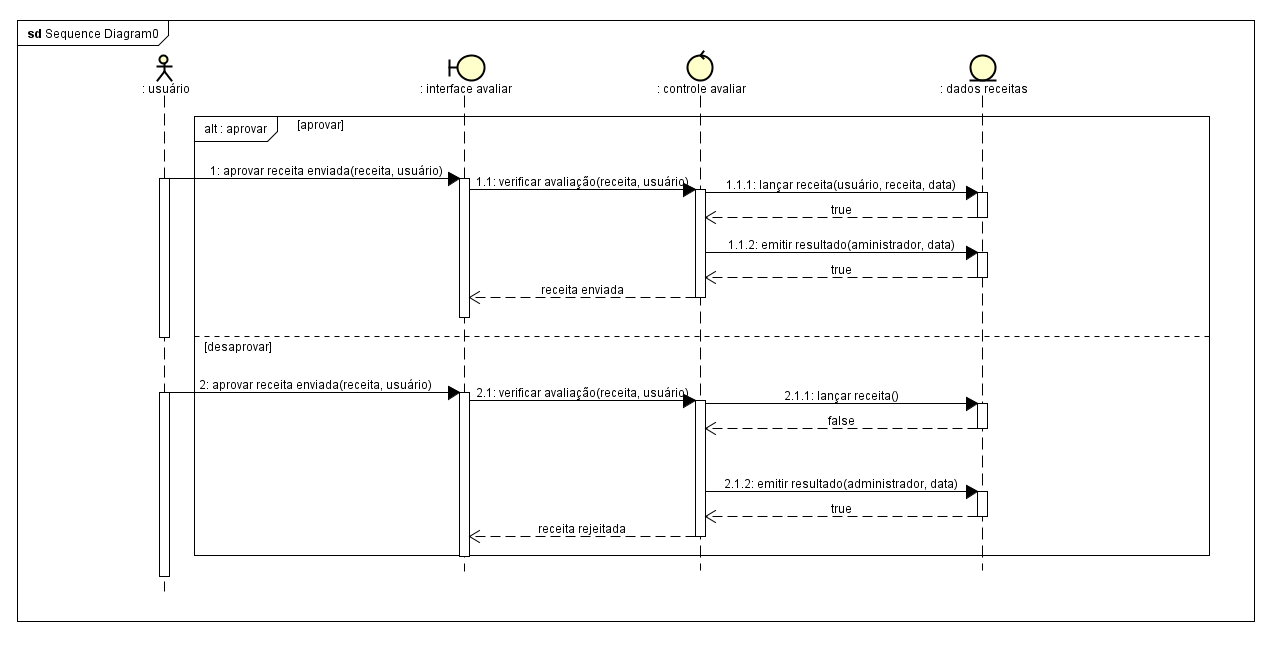 sd Sequence Diagram0
: usuário
: interface avaliar
: controle avaliar
: dados receitas
alt : aprovar
[aprovar]
1: aprovar receita enviada(receita, usuário)
1.1: verificar avaliação(receita, usuário)
1.1.1: lançar receita(usuário, receita, data)
true
1.1.2: emitir resultado(aministrador, data)
true
receita enviada
[desaprovar]
2: aprovar receita enviada(receita, usuário)
2.1: verificar avaliação(receita, usuário)
2.1.1: lançar receita()
false
2.1.2: emitir resultado(administrador, data)
true
receita rejeitada